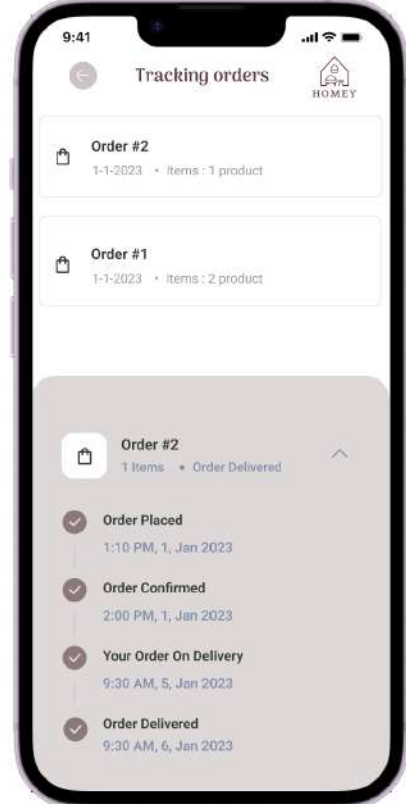 9:41
Tracking orders
HOMEY
Order #2
1-1-2023 • Items : 1 product
Order #1
1-1-2023 • Items : 2 product
Order #2
1 Items • Order Delivered
Order Placed
1:10 PM, 1, Jan 2023
Order Confirmed
2:00 PM, 1, Jan 2023
Your Order On Delivery
9:30 AM, 5, Jan 2023
Order Delivered
9:30 AM, 6, Jan 2023